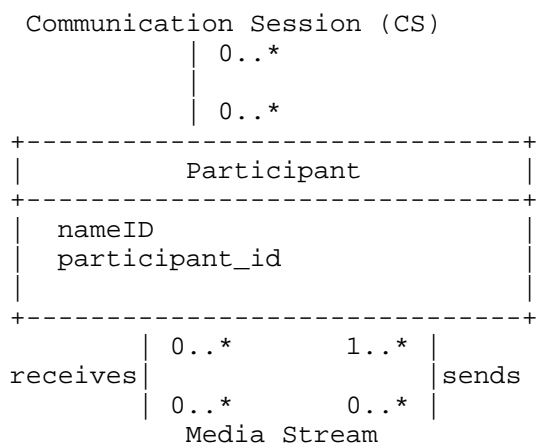 Communication Session (CS)
0..*
0..*
Participant
nameID
participant_id
0..* 1..*
receives sends
0..* 0..*
Media Stream